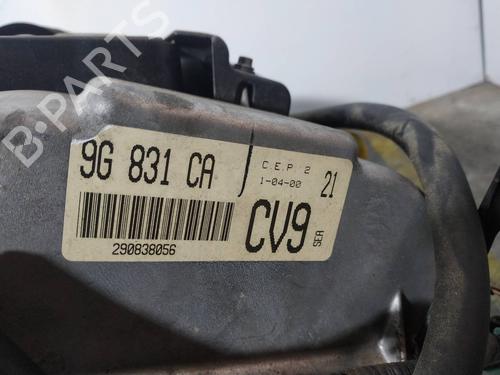 B-PARTS
9G 831 CA
C.E.P 2
1-04-00
21
CV9
SEA
290838056